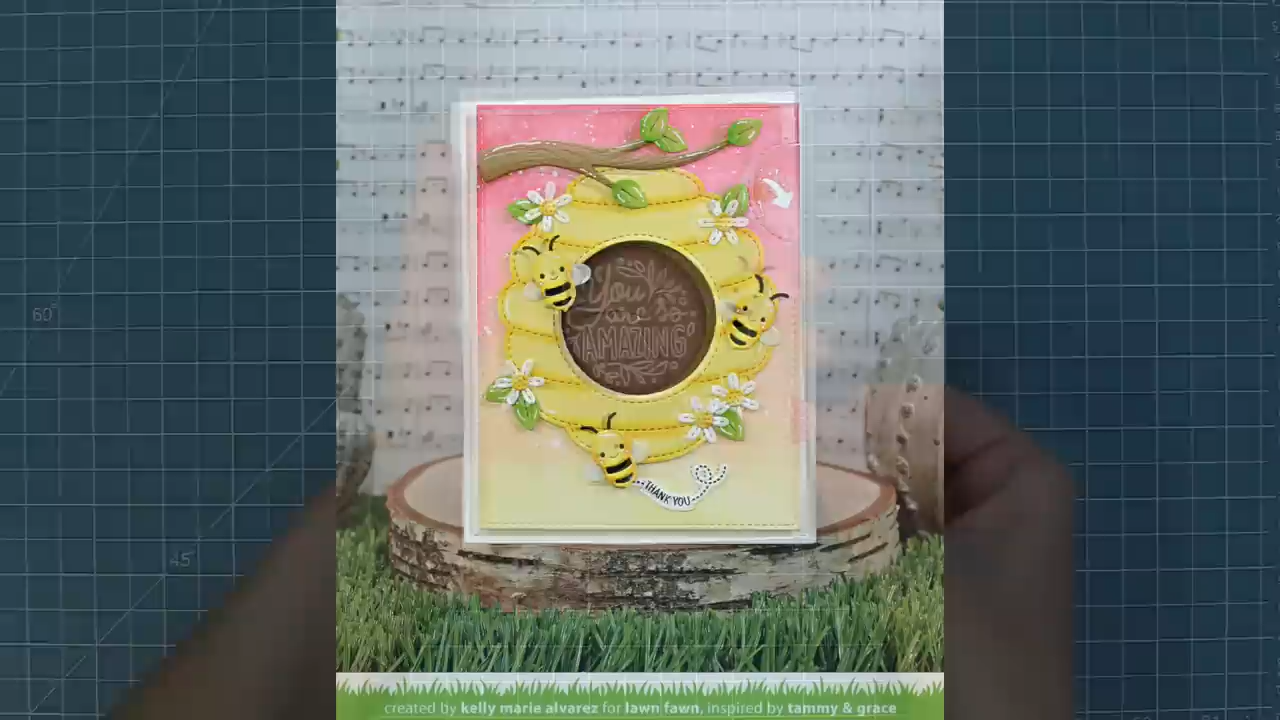 60°
You
are so
AMAZING
THANK YOU
45
created by kelly marie alvarez for lawn fawn, inspired by tammy & grace